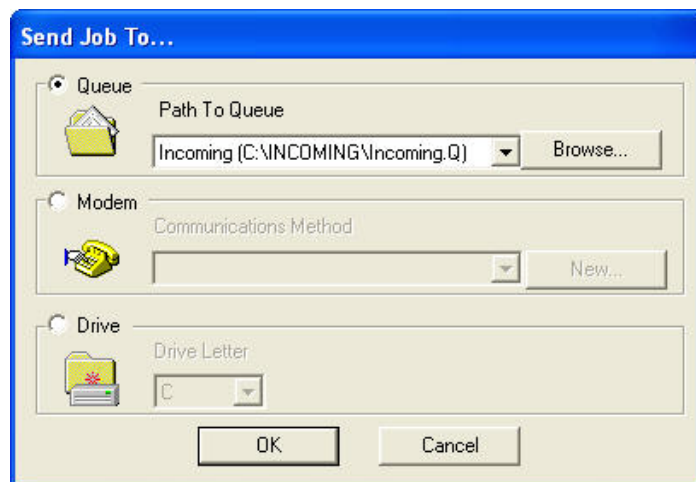 Send Job To...
Queue
Path To Queue
Incoming (C:\INCOMING\Incoming.Q)
Browse...
Modem
Communications Method
New...
Drive
Drive Letter
C
OK
Cancel